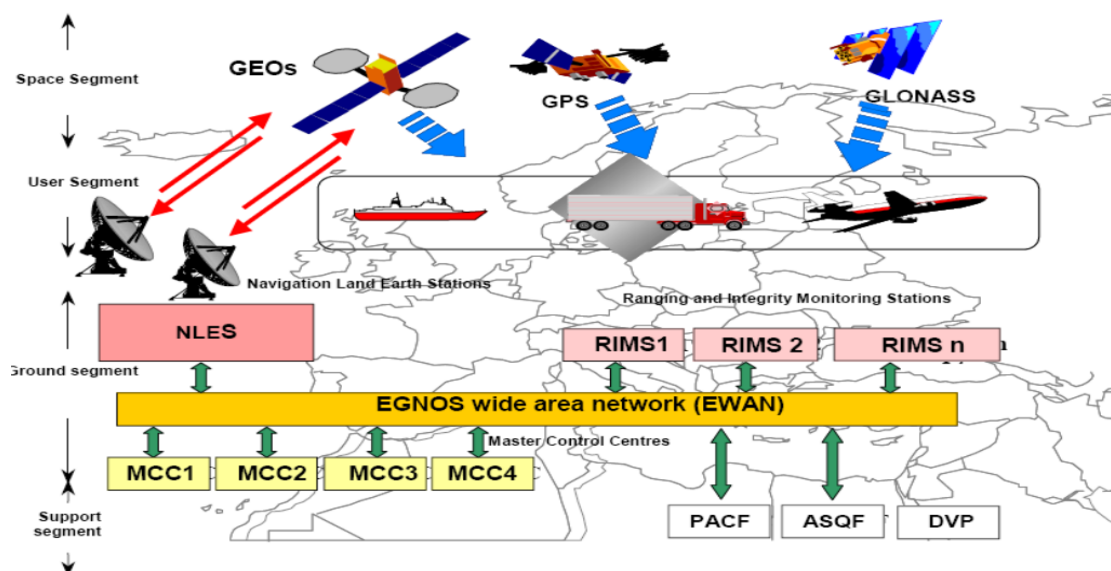 GEOs
GPS
GLONASS
Space Segment
User Segment
Navigation Land Earth Stations
Ranging and Integrity Monitoring Stations
NLES
RIMS1
RIMS 2
RIMS n
Ground segment
EGNOS wide area network (EWAN)
Master Control Centres
MCC1
MCC2
MCC3
MCC4
PACF
ASQF
DVP
Support
segment